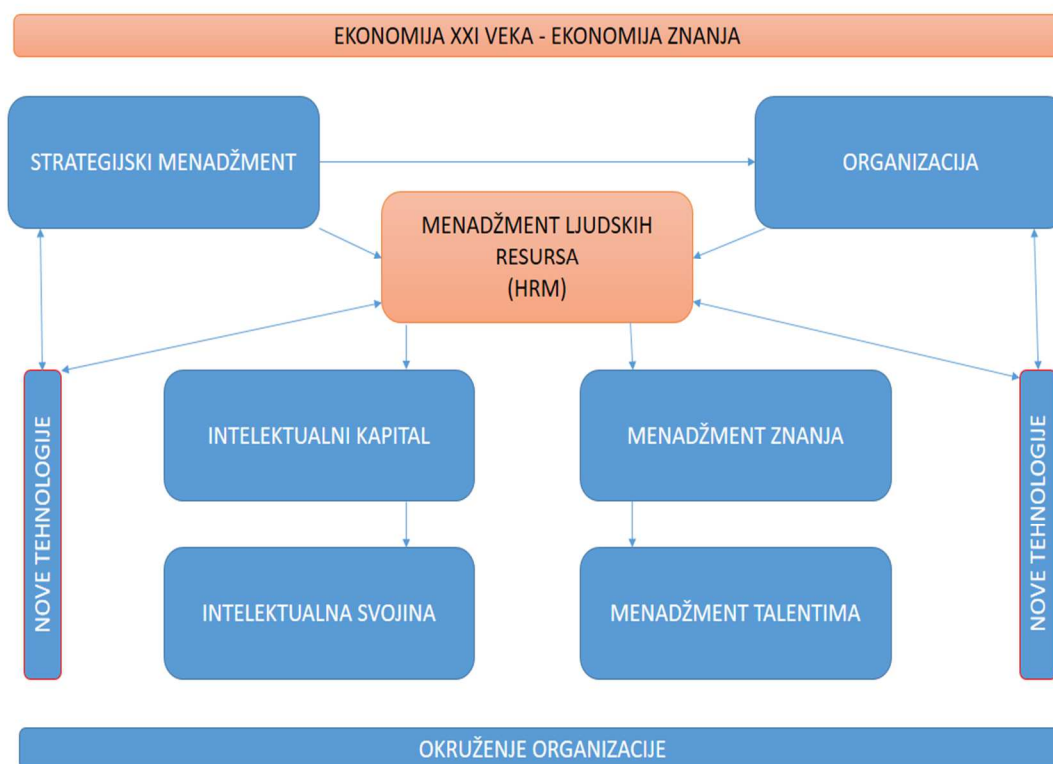 EKONOMIJA XXI VEKA - EKONOMIJA ZNANJA
STRATEGIJSKI MENADŽMENT
ORGANIZACIJA
MENADŽMENT LJUDSKIH
RESURSA
(HRM)
NOVE TEHNOLOGIJE
INTELEKTUALNI KAPITAL
MENADŽMENT ZNANJA
NOVE TEHNOLOGIJE
INTELEKTUALNA SVOJINA
MENADŽMENT TALENTIMA
OKRUŽENJE ORGANIZACIJE